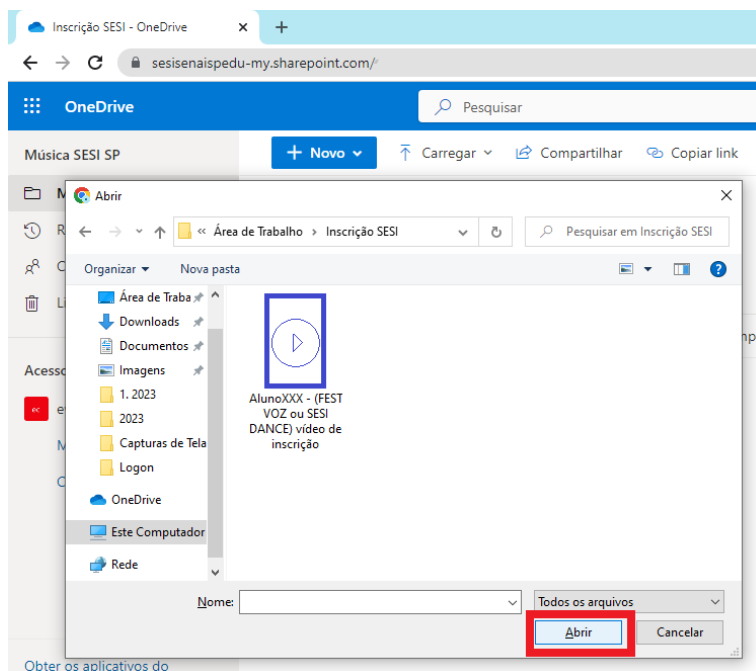 Inscrição SESI - OneDrive
sesisenaispedu-my.sharepoint.com/
OneDrive
Pesquisar
Música SESI SP
Novo
Carregar
Compartilhar
Copiar link
Abrir
« Área de Trabalho › Inscrição SESI
Pesquisar em Inscrição SESI
Organizar
Nova pasta
Área de Traba
Downloads
Documentos
Imagens
1. 2023
2023
Capturas de Tela
Logon
OneDrive
Este Computador
Rede
AlunoXXX - (FEST
VOZ ou SESI
DANCE) vídeo de
inscrição
Acesso
ec
Nome:
Todos os arquivos
Abrir
Cancelar
Obter os aplicativos do